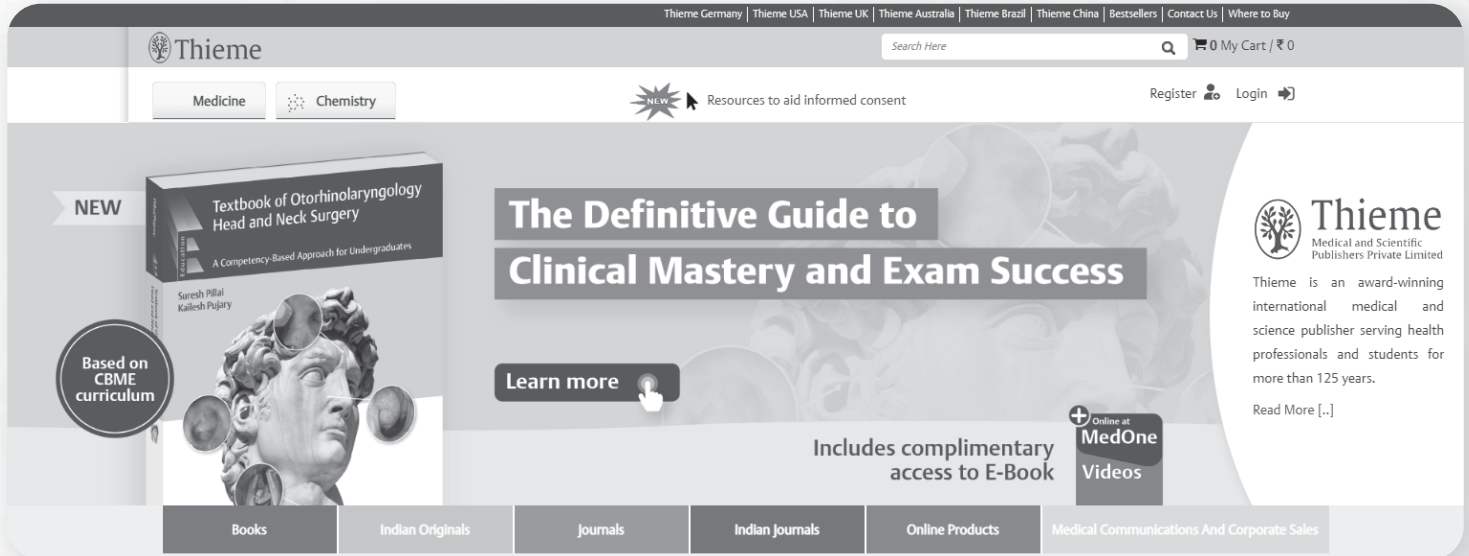 Thieme Germany | Thieme USA | Thieme UK | Thieme Australia | Thieme Brazil | Thieme China | Bestsellers | Contact Us | Where to Buy
Thieme
Search Here
0 My Cart / ₹ 0
Medicine
Chemistry
NEW
Resources to aid informed consent
Register
Login
NEW
Textbook of Otorhinolaryngology
Head and Neck Surgery
A Competency-Based Approach for Undergraduates
Education
Suresh Pillai
Kailesh Pujary
Based on
CBME
curriculum
The Definitive Guide to
Clinical Mastery and Exam Success
Learn more
Includes complimentary
access to E-Book
Online at
MedOne
Videos
Thieme
Medical and Scientific
Publishers Private Limited
Thieme is an award-winning
international medical and
science publisher serving health
professionals and students for
more than 125 years.
Read More [..]
Books
Indian Originals
Journals
Indian Journals
Online Products
Medical Communications And Corporate Sales